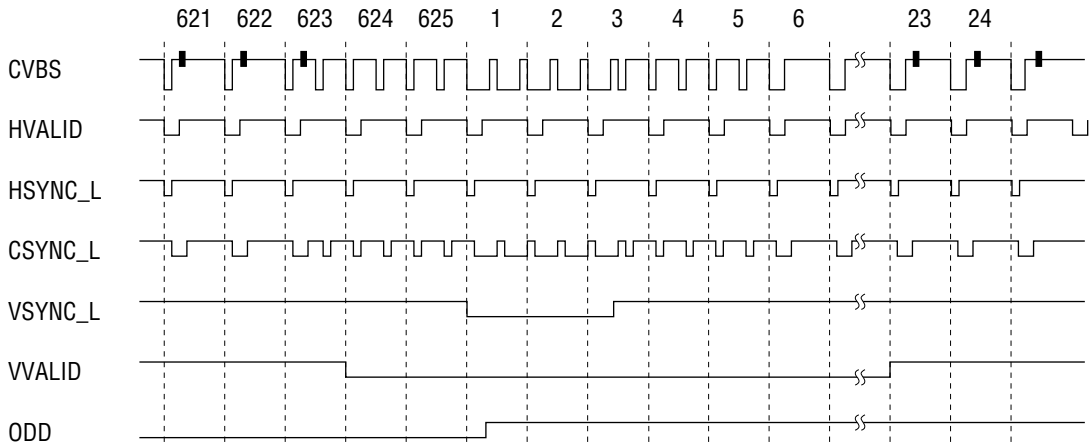 621 622 623 624 625 1 2 3 4 5 6 23 24
CVBS
HVALID
HSYNC_L
CSYNC_L
VSYNC_L
VVALID
ODD